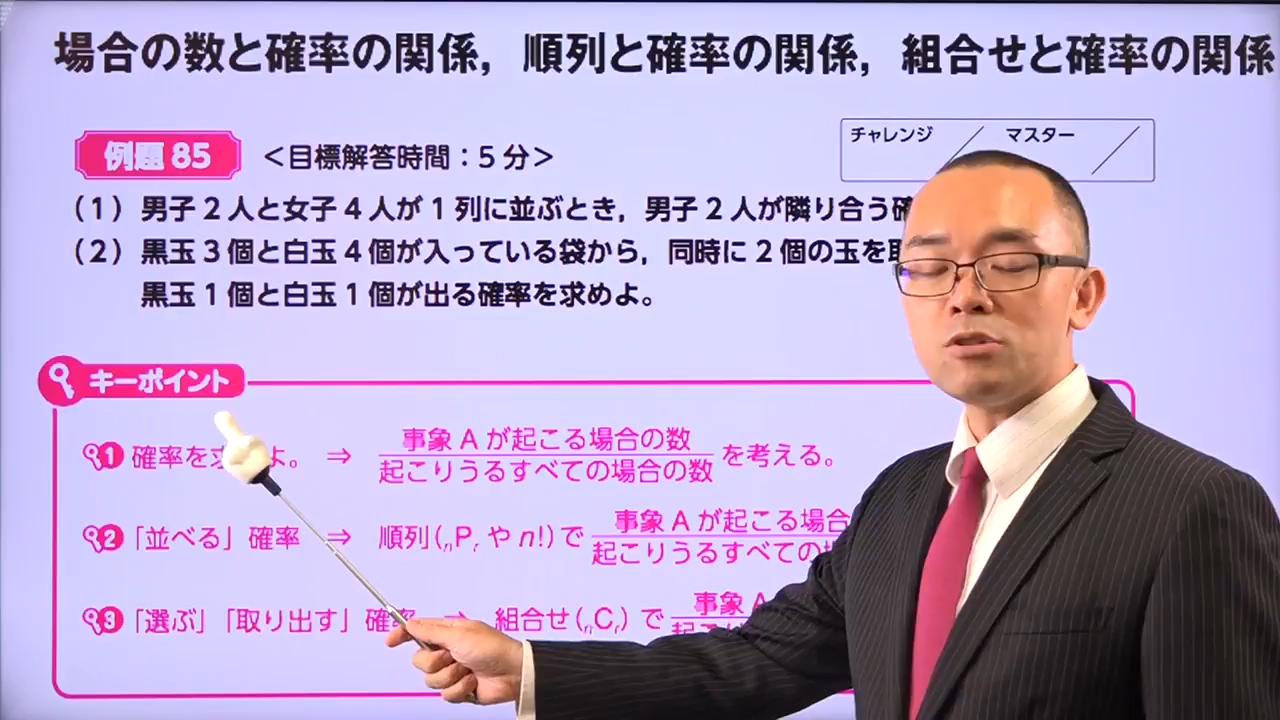 場合の数と確率の関係，順列と確率の関係，組合せと確率の関係
チャレンジ マスター
例題 85 ＜目標解答時間：5 分＞
（1）男子 2 人と女子 4 人が 1 列に並ぶとき，男子 2 人が隣り合う確
（2）黒玉 3 個と白玉 4 個が入っている袋から，同時に 2 個の玉を取
黒玉 1 個と白玉 1 個が出る確率を求めよ。
キーポイント
1 確率を求 よ。 ⇒ 事象 A が起こる場合の数 / 起こりうるすべての場合の数 を考える。
2 「並べる」確率 ⇒ 順列(nPr や n!)で 事象 A が起こる場合 / 起こりうるすべての
3 「選ぶ」「取り出す」確率 ⇒ 組合せ(nCr) で 事象